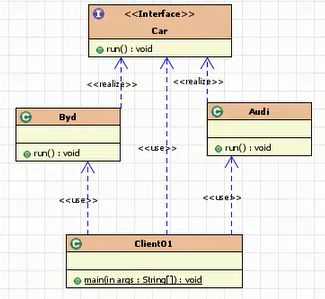 <<Interface>>
Car
run() : void
<<realize>>
<<realize>>
Byd
run() : void
Audi
run() : void
<<use>>
<<use>>
<<use>>
Client01
main(in args : String[]) : void